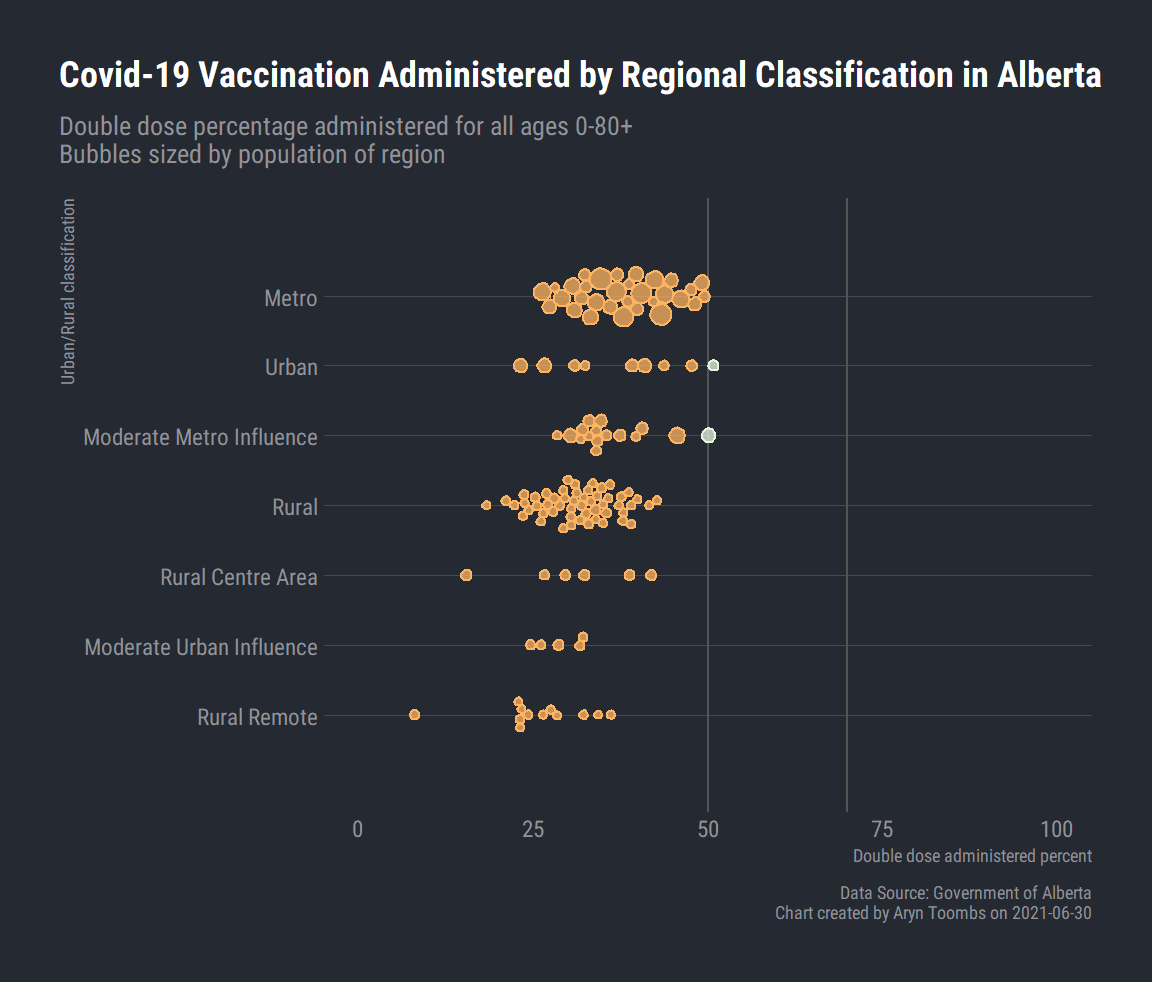 Covid-19 Vaccination Administered by Regional Classification in Alberta
Double dose percentage administered for all ages 0-80+
Bubbles sized by population of region
Urban/Rural classification
Metro
Urban
Moderate Metro Influence
Rural
Rural Centre Area
Moderate Urban Influence
Rural Remote
0 25 50 75 100
Double dose administered percent
Data Source: Government of Alberta
Chart created by Aryn Toombs on 2021-06-30